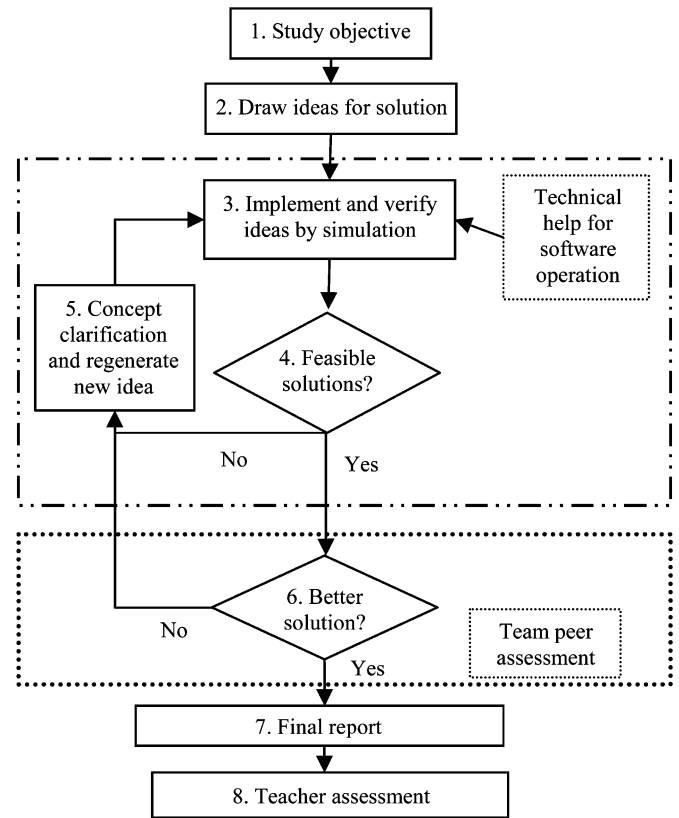 1. Study objective
2. Draw ideas for solution
3. Implement and verify
ideas by simulation
Technical
help for
software
operation
5. Concept
clarification
and regenerate
new idea
4. Feasible
solutions?
No
Yes
6. Better
solution?
No
Team peer
assessment
Yes
7. Final report
8. Teacher assessment